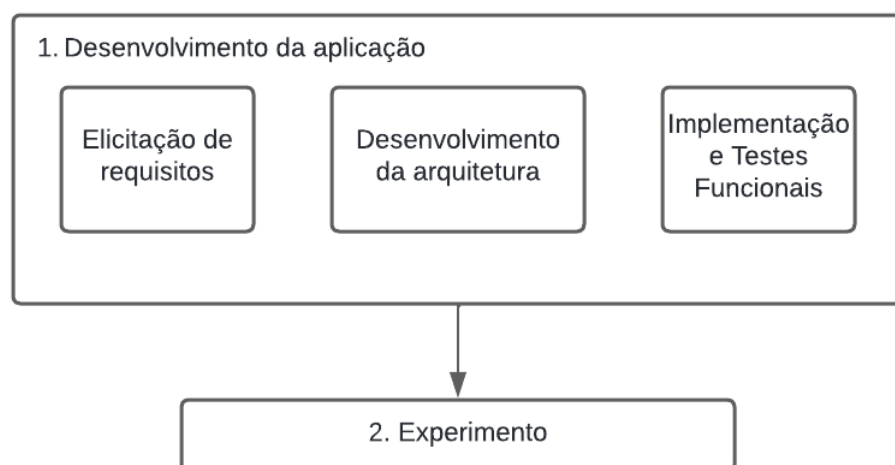 1. Desenvolvimento da aplicação
Elicitação de
requisitos
Desenvolvimento
da arquitetura
Implementação
e Testes
Funcionais
2. Experimento